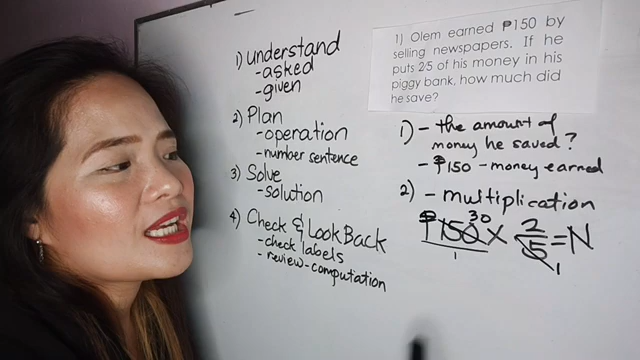 1) understand
- asked
- given
2) Plan
- operation
- number sentence
3) Solve
- solution
4) Check & Look Back
- check labels
- review - computation
1) Olem earned ₱150 by
selling newspapers. If he
puts 2⁄5 of his money in his
piggy bank, how much did
he save?
1) - the amount of
money he saved?
- ₱150 - money earned
2) - multiplication
30
₱150 x 2/5 = N
1 1